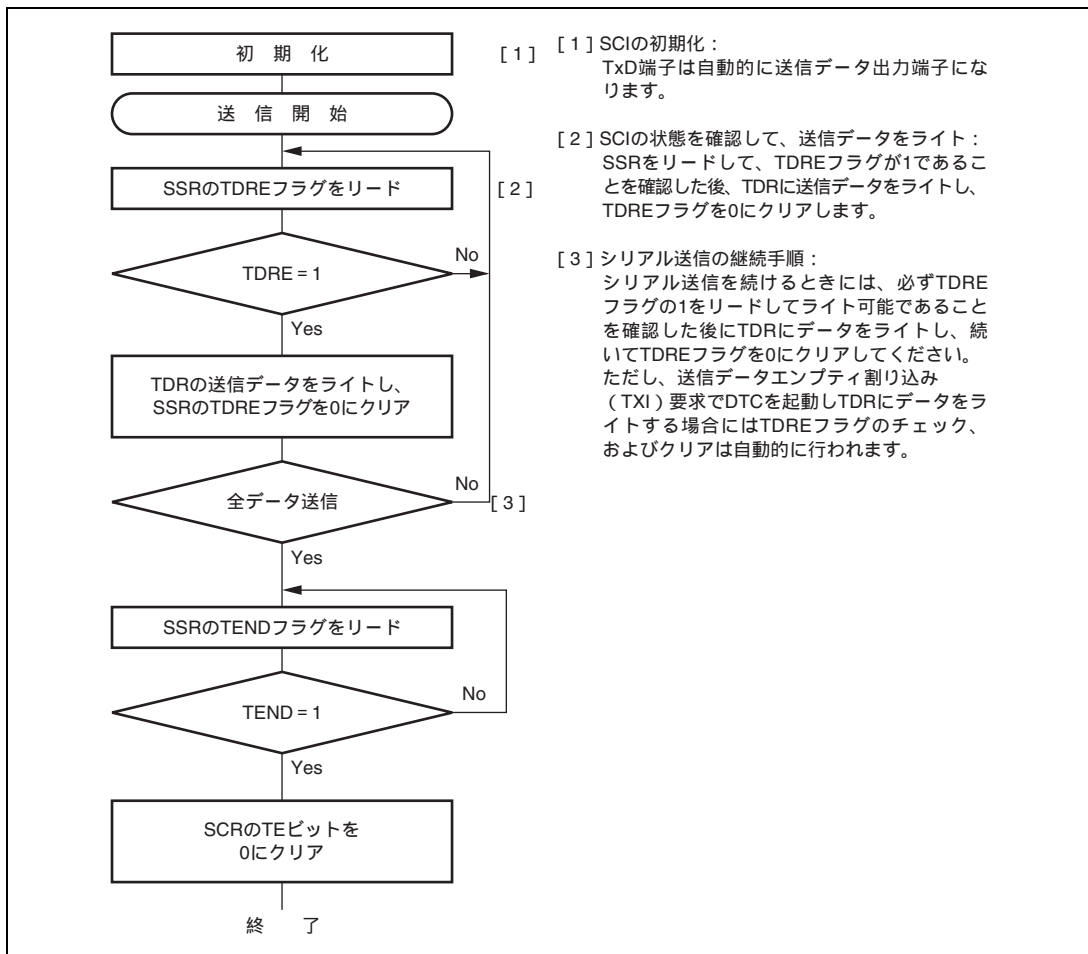 初 期 化
[ 1 ]
送 信 開 始
SSRのTDREフラグをリード
[ 2 ]
TDRE = 1
No
Yes
TDRの送信データをライトし、
SSRのTDREフラグを0にクリア
全データ送信
No
[ 3 ]
Yes
SSRのTENDフラグをリード
TEND = 1
No
Yes
SCRのTEビットを
0にクリア
終 了
[ 1 ] SCIの初期化：
TxD端子は自動的に送信データ出力端子にな
ります。
[ 2 ] SCIの状態を確認して、送信データをライト：
SSRをリードして、TDREフラグが1であるこ
とを確認した後、TDRに送信データをライトし、
TDREフラグを0にクリアします。
[ 3 ] シリアル送信の継続手順：
シリアル送信を続けるときには、必ずTDRE
フラグの1をリードしてライト可能であること
を確認した後にTDRにデータをライトし、続
いてTDREフラグを0にクリアしてください。
ただし、送信データエンプティ割り込み
（TXI）要求でDTCを起動しTDRにデータをラ
イトする場合にはTDREフラグのチェック、
およびクリアは自動的に行われます。